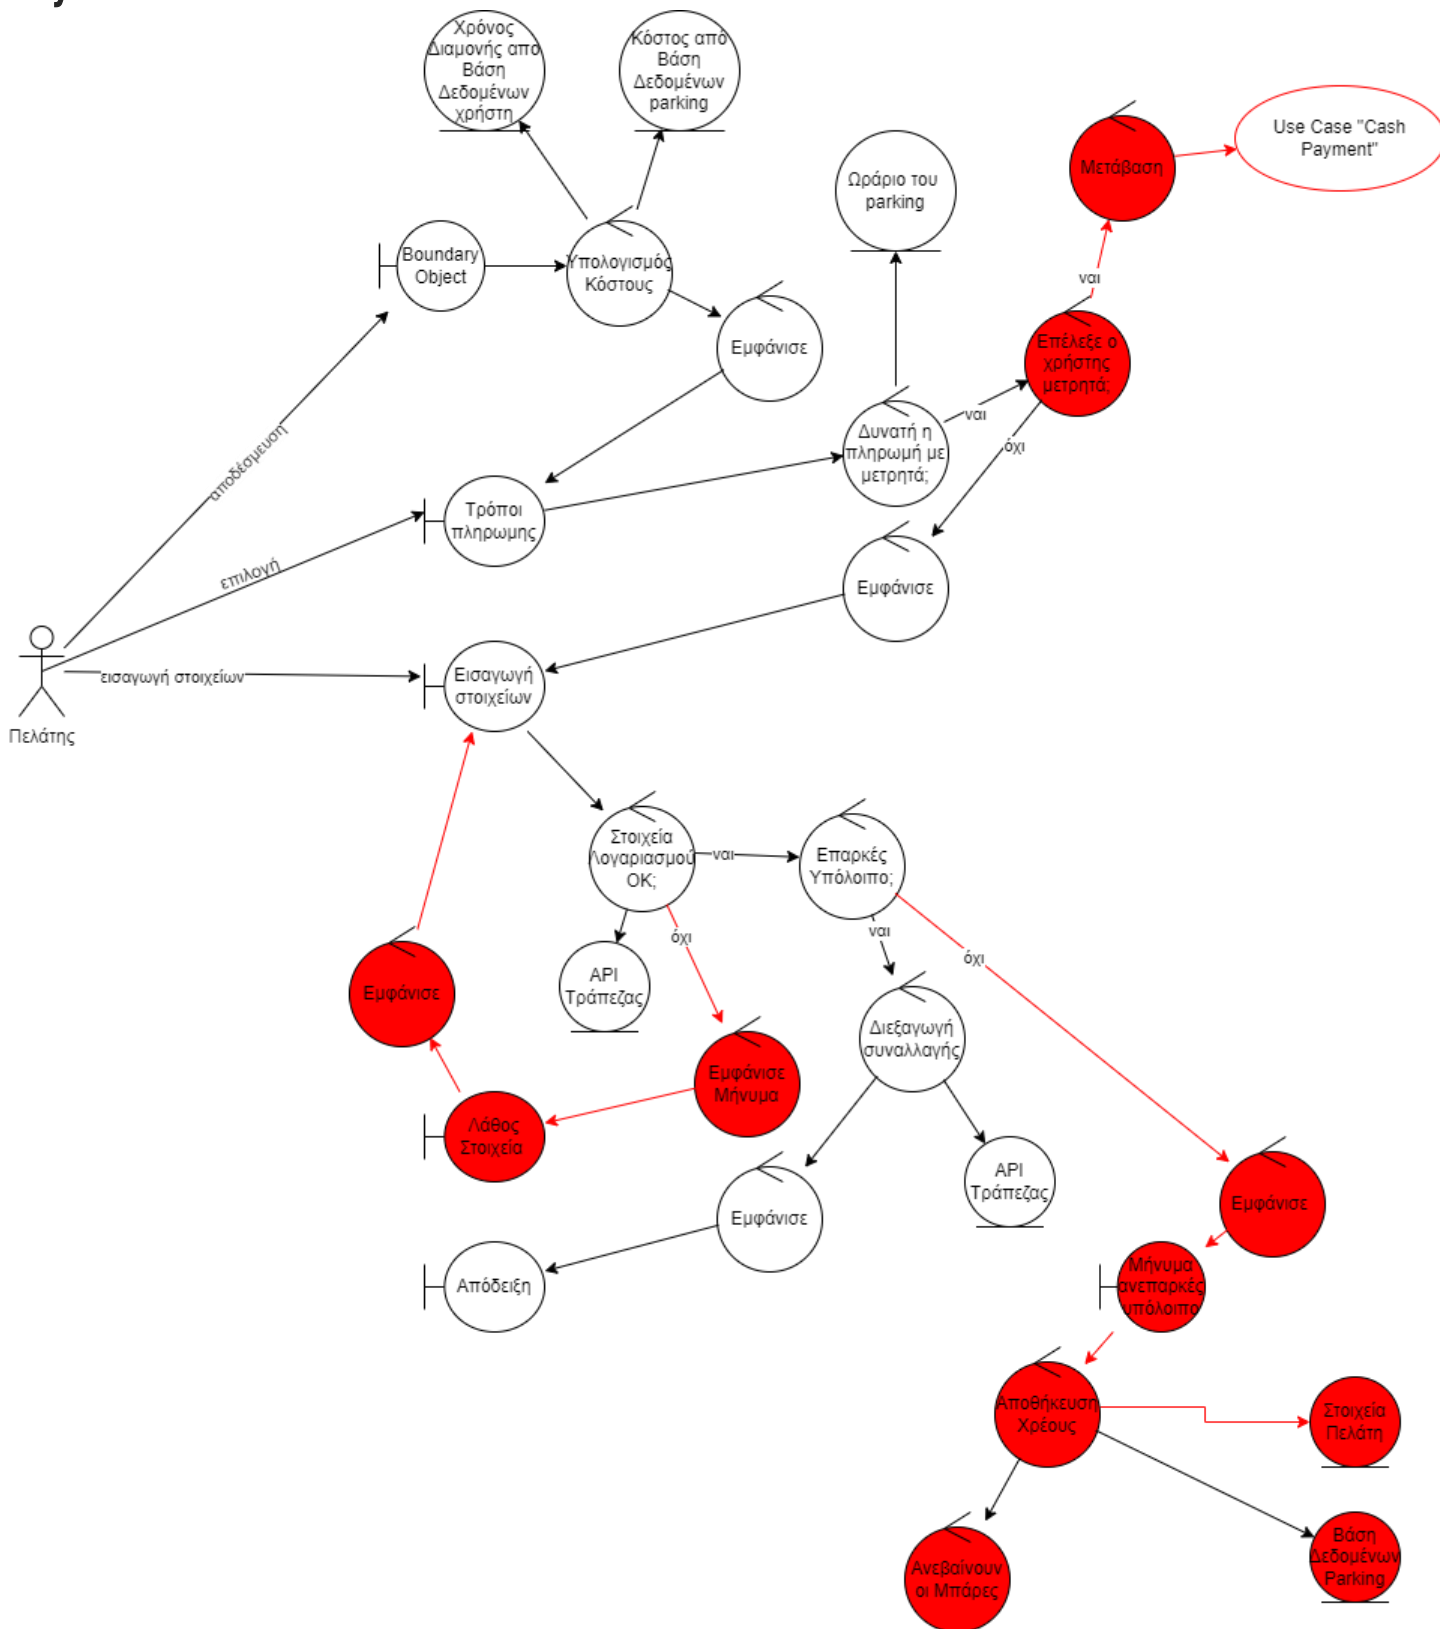 Χρόνος
Διαμονής απο
Βάση
Δεδομένων
χρήστη
Κόστος από
Βάση
Δεδομένων
parking
Use Case "Cash
Payment"
Μετάβαση
Ωράριο του
parking
Boundary
Object
Υπολογισμός
Κόστους
ναι
Εμφάνισε
Επέλεξε ο
χρήστης
μετρητά;
ναι
Δυνατή η
πληρωμή με
μετρητά;
όχι
αποδέσμευση
Τρόποι
πληρωμης
επιλογή
Εμφάνισε
Πελάτης
εισαγωγή στοιχείων
Εισαγωγή
στοιχείων
Στοιχεία
Λογαριασμού
ΟΚ;
ναι
Επαρκές
Υπόλοιπο;
όχι
ναι
όχι
Εμφάνισε
API
Τράπεζας
Διεξαγωγή
συναλλαγής
Εμφάνισε
Μήνυμα
Λάθος
Στοιχεία
API
Τράπεζας
Εμφάνισε
Εμφάνισε
Απόδειξη
Μήνυμα
ανεπαρκές
υπόλοιπο
Αποθήκευση
Χρέους
Στοιχεία
Πελάτη
Βάση
Δεδομένων
Parking
Ανεβαίνουν
οι Μπάρες